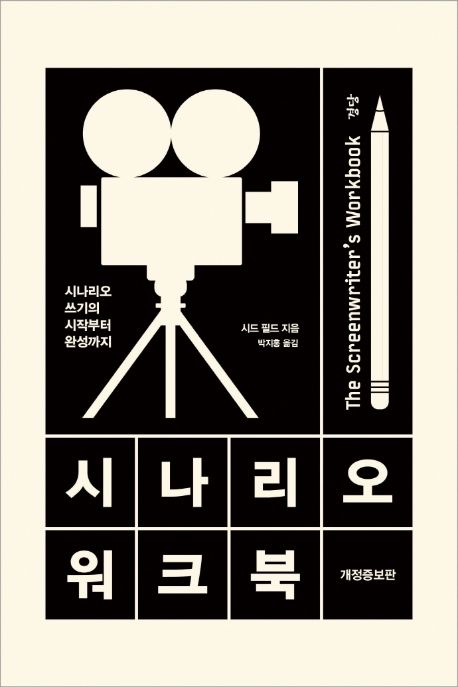 시나리오
쓰기의
시작부터
완성까지
시드 필드 지음
박지홍 옮김
The Screenwriter's Workbook
경당
시나리오
워크북
개정증보판